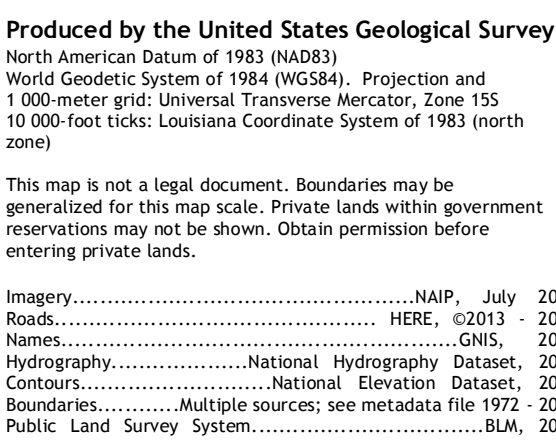 Produced by the United States Geological Survey
North American Datum of 1983 (NAD83)
World Geodetic System of 1984 (WGS84). Projection and
1 000-meter grid: Universal Transverse Mercator, Zone 15S
10 000-foot ticks: Louisiana Coordinate System of 1983 (north
zone)
This map is not a legal document. Boundaries may be
generalized for this map scale. Private lands within government
reservations may not be shown. Obtain permission before
entering private lands.
Imagery.........................................NAIP, July 20
Roads............................................. HERE, ©2013 - 20
Names................................................GNIS, 20
Hydrography...................National Hydrography Dataset, 20
Contours............................National Elevation Dataset, 20
Boundaries............Multiple sources; see metadata file 1972 - 20
Public Land Survey System..................................BLM, 20